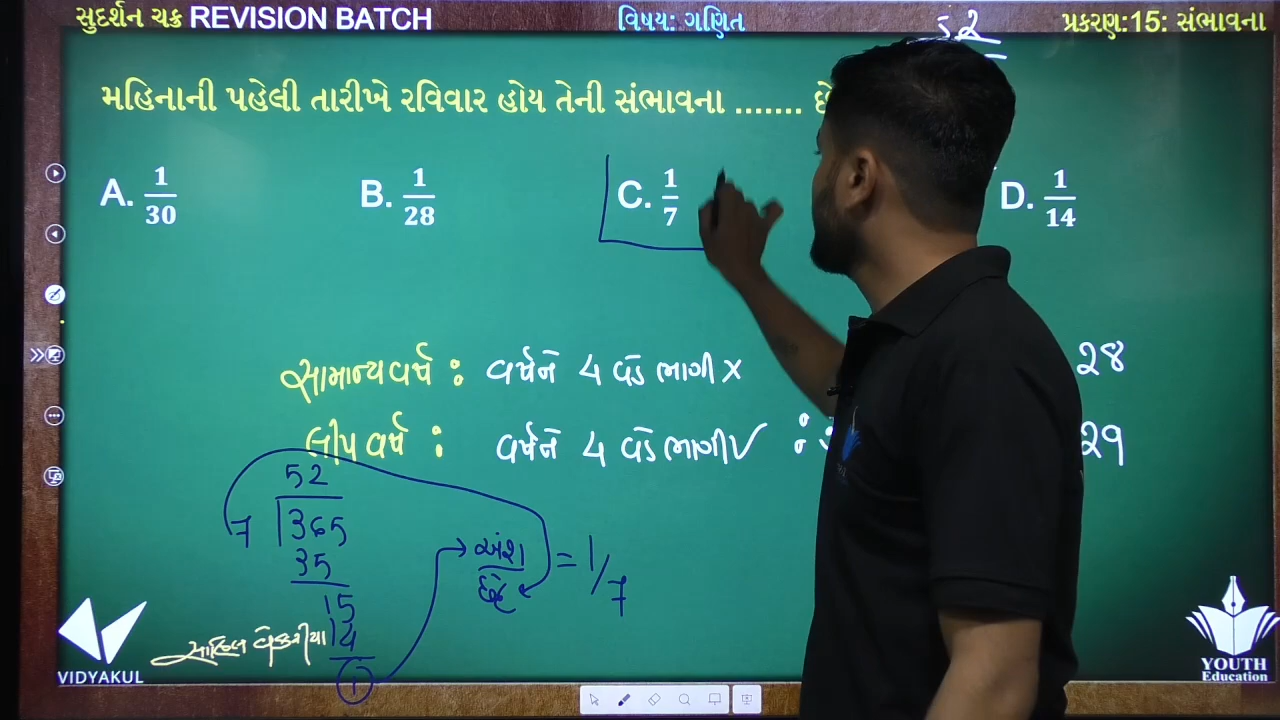 સુદર્શન ચક્ર REVISION BATCH
વિષય: ગણિત
પ્રકરણ:15: સંભાવના
52
મહિનાની પહેલી તારીખે રવિવાર હોય તેની સંભાવના .......
A. 1/30
B. 1/28
C. 1/7
D. 1/14
સામાન્ય વર્ષ : વર્ષને 4 વડે ભાગી X
28
લીપ વર્ષ : વર્ષને 4 વડે ભાગી ✓ :
29
52
7 365
35
15
14
1
અંશ/છેદ = 1/7
VIDYAKUL
YOUTH
Education